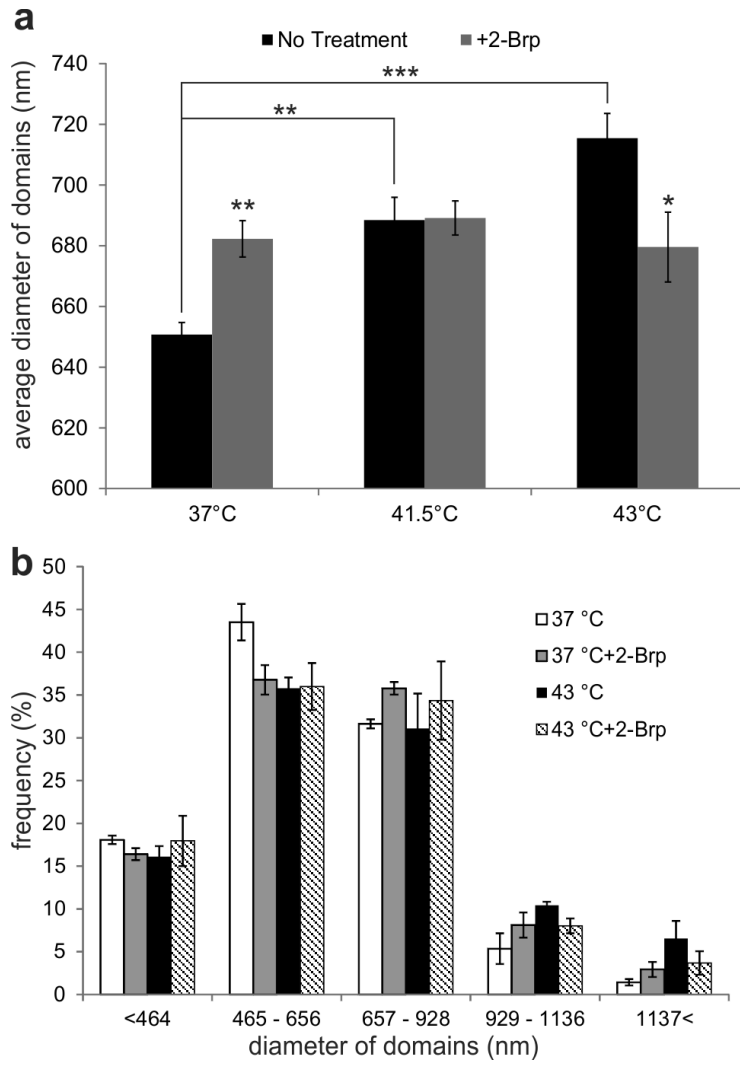 a
No Treatment +2-Brp
average diameter of domains (nm)
740
720
700
680
660
640
620
600
***
**
**
*
37°C 41.5°C 43°C
b
frequency (%)
50
45
40
35
30
25
20
15
10
5
0
37 °C
37 °C+2-Brp
43 °C
43 °C+2-Brp
<464 465 - 656 657 - 928 929 - 1136 1137<
diameter of domains (nm)